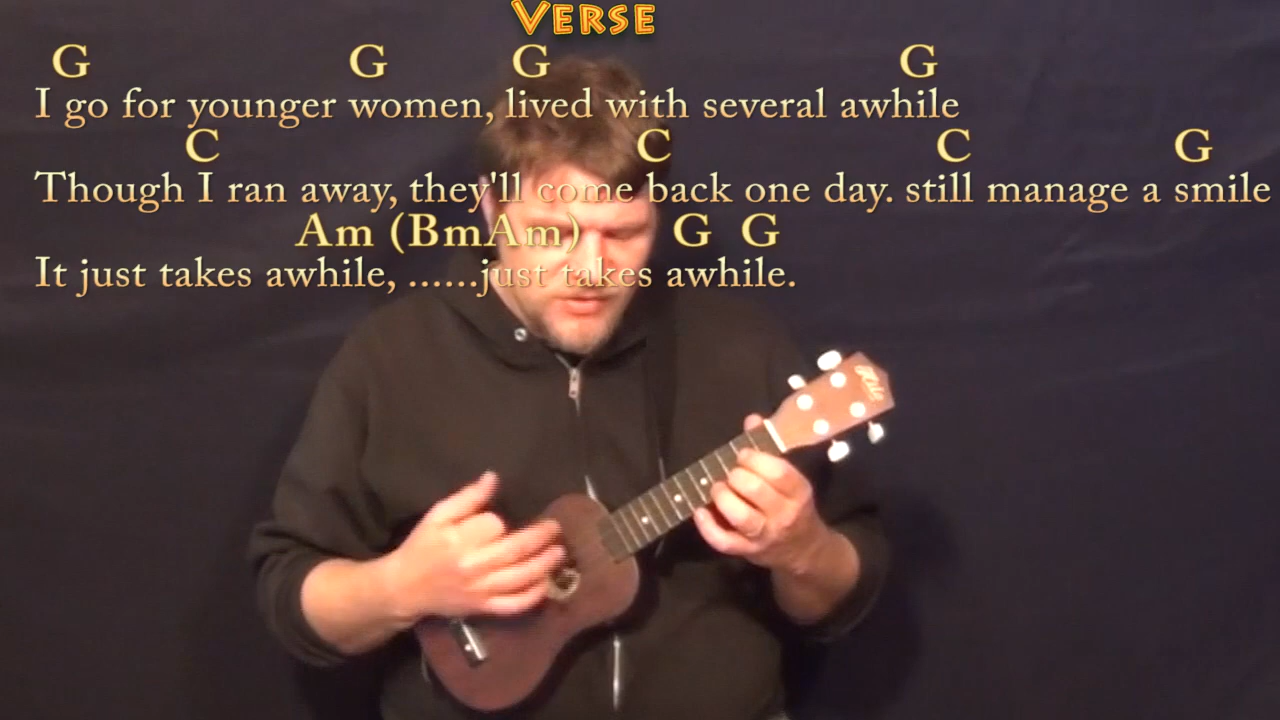 VERSE
G G G G
I go for younger women, lived with several awhile
C C C G
Though I ran away, they'll come back one day. still manage a smile
Am (BmAm) G G
It just takes awhile, ......just takes awhile.
Hilo